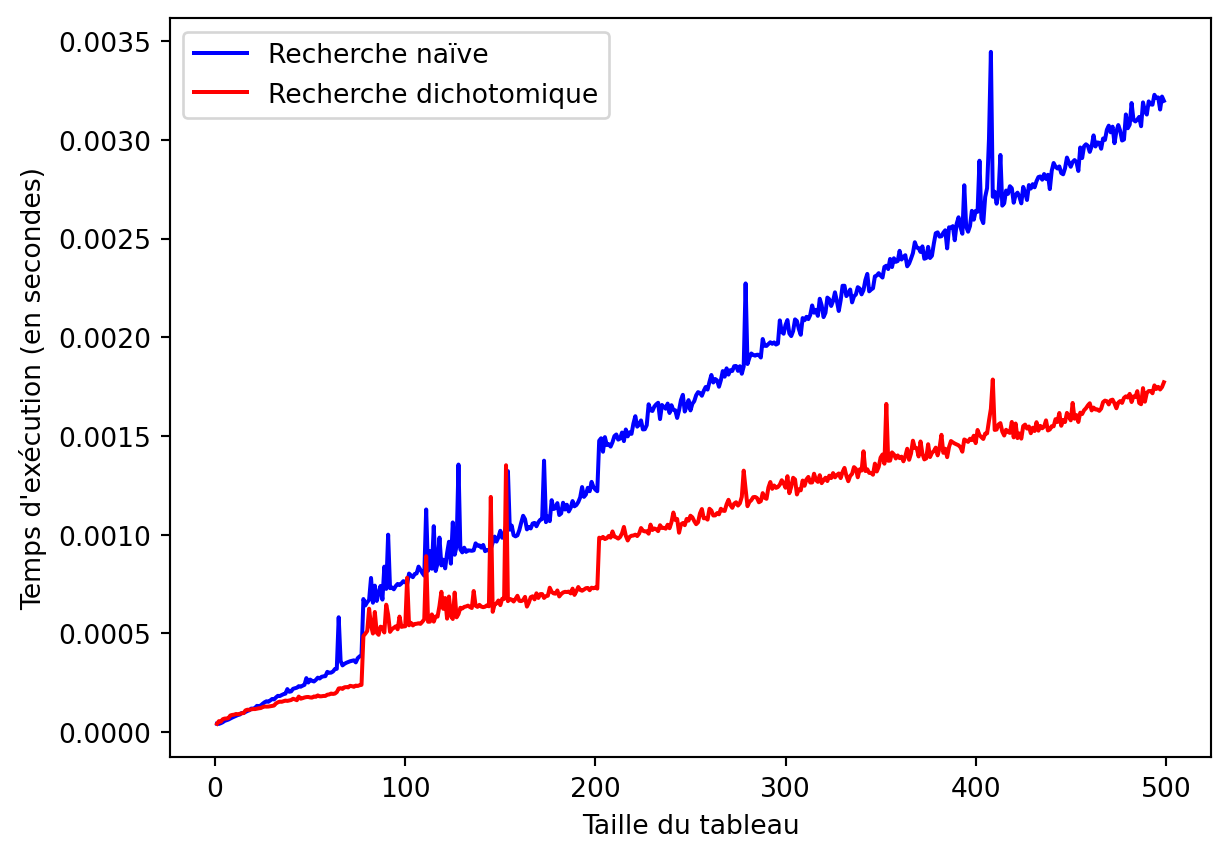 Recherche naïve
Recherche dichotomique
0.0035
0.0030
0.0025
0.0020
0.0015
0.0010
0.0005
0.0000
Temps d'exécution (en secondes)
0 100 200 300 400 500
Taille du tableau